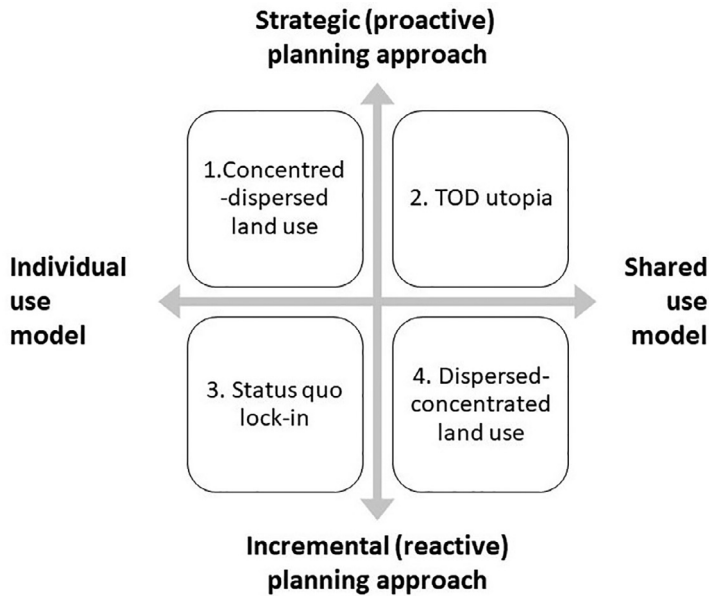 Strategic (proactive)
planning approach
1.Concentred
-dispersed
land use
2. TOD utopia
Individual
use
model
Shared
use
model
3. Status quo
lock-in
4. Dispersed-
concentrated
land use
Incremental (reactive)
planning approach